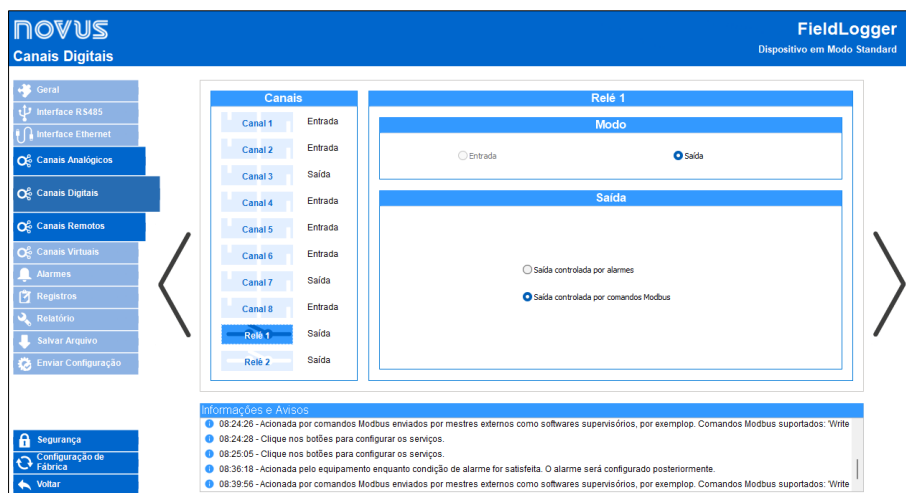 novus
FieldLogger
Canais Digitais
Dispositivo em Modo Standard
Geral
Interface RS485
Interface Ethernet
Canais Analógicos
Canais Digitais
Canais Remotos
Canais Virtuais
Alarmes
Registros
Relatório
Salvar Arquivo
Enviar Configuração
Segurança
Configuração de
Fábrica
Voltar
Canais
Canal 1 Entrada
Canal 2 Entrada
Canal 3 Saída
Canal 4 Entrada
Canal 5 Entrada
Canal 6 Entrada
Canal 7 Saída
Canal 8 Entrada
Relé 1 Saída
Relé 2 Saída
Relé 1
Modo
Entrada Saída
Saída
Saída controlada por alarmes
Saída controlada por comandos Modbus
Informações e Avisos
08:24:26 - Acionada por comandos Modbus enviados por mestres externos como softwares supervisórios, por exemplop. Comandos Modbus suportados: 'Write
08:24:28 - Clique nos botões para configurar os serviços.
08:25:05 - Clique nos botões para configurar os serviços.
08:36:18 - Acionada pelo equipamento enquanto condição de alarme for satisfeita. O alarme será configurado posteriormente.
08:39:56 - Acionada por comandos Modbus enviados por mestres externos como softwares supervisórios, por exemplop. Comandos Modbus suportados: 'Write